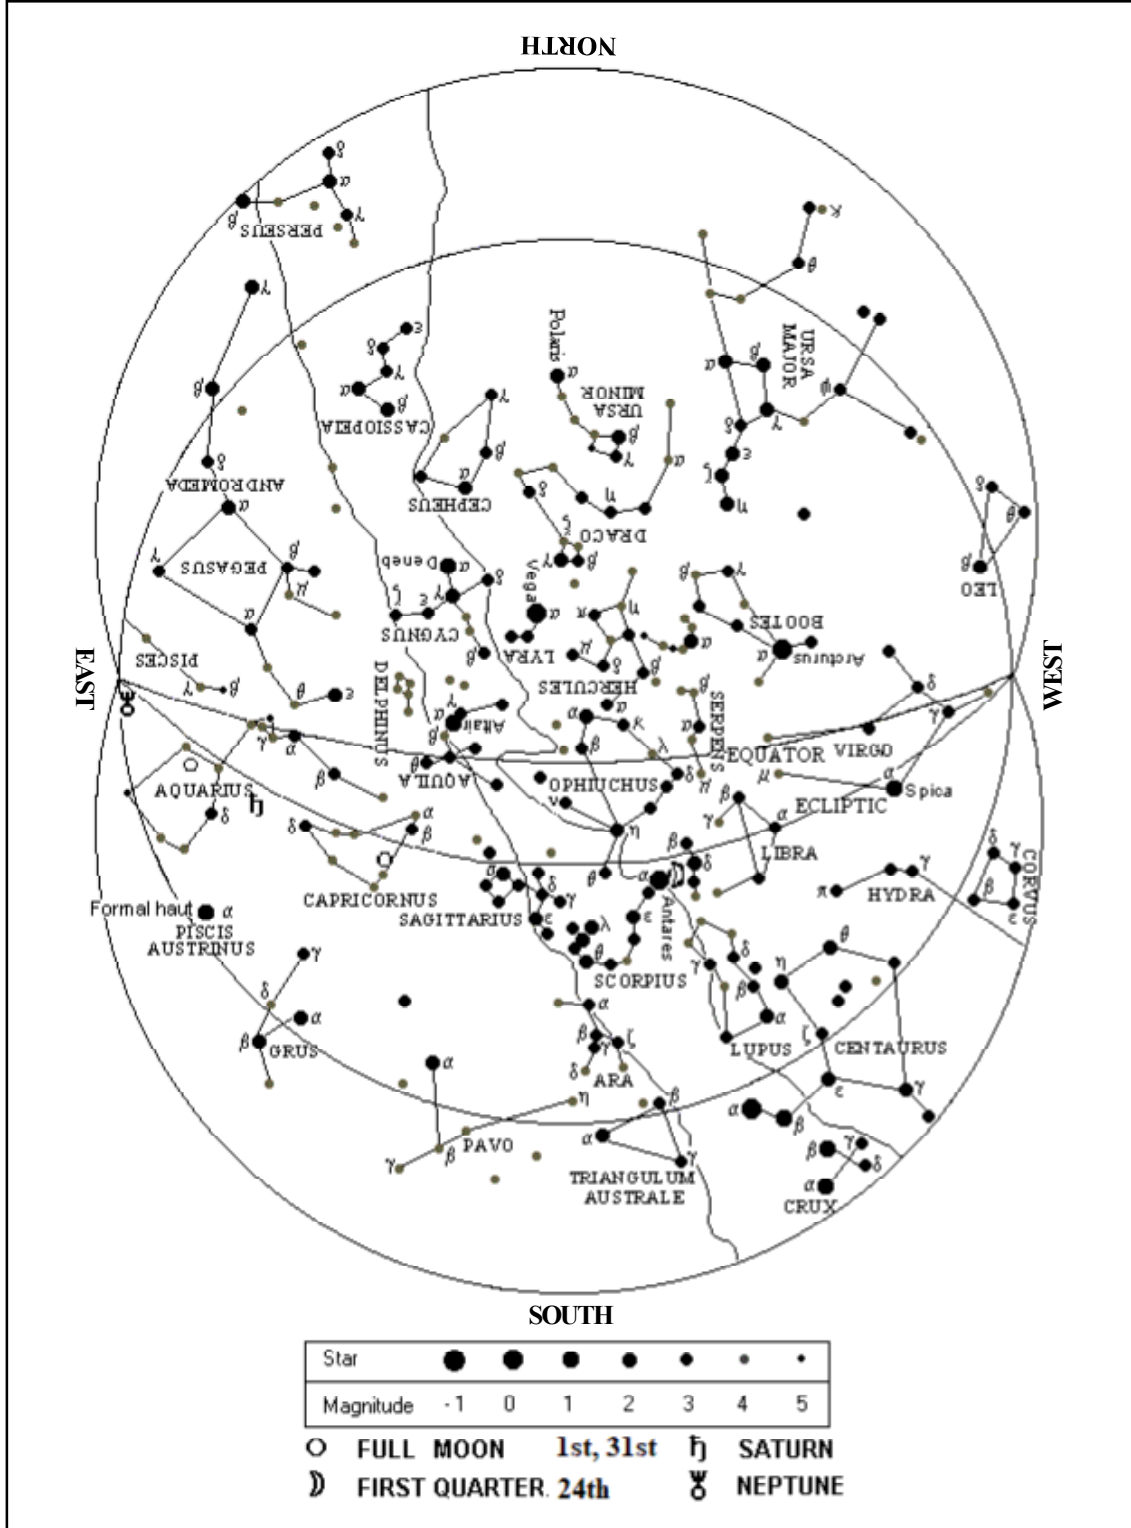 NORTH
δ
α
β
γ
PERSEUS
κ
θ
γ
Polaris
α
URSA
MAJOR
ε
δ
γ
α
β
CASSIOPEIA
β
δ
α
URSA
MINOR
β
γ
α
β
γ
δ
ε
ζ
η
ψ
γ
β
α
CEPHEUS
α
η
δ
ζ
DRACO
γ
β
ANDROMEDA
α
δ
θ
β
LEO
γ
PEGASUS
β
μ
α
θ
ε
Deneb
α
δ
γ
ε
ζ
CYGNUS
β
Vega
α
LYRA
π
η
μ
δ
β
HERCULES
α
β
γ
BOOTES
α
Arcturus
α
EAST
WEST
PISCES
γ
β
DELPHINUS
γ
α
Altair
β
θ
AQUILA
α
κ
β
λ
SERPENS
β
α
μ
δ
γ
EQUATOR
VIRGO
OPHIUCHUS
δ
ν
η
θ
μ
α
Spica
ECLIPTIC
γ
α
β
AQUARIUS
δ
δ
α
β
CAPRICORNUS
β
γ
α
LIBRA
β
δ
α
Antares
π
γ
HYDRA
δ
γ
β
ε
CORVUS
Formal haut
α
PISCIS
AUSTRINUS
α
δ
γ
ε
SAGITTARIUS
λ
ε
θ
SCORPIUS
γ
δ
β
α
LUPUS
θ
η
ζ
CENTAURUS
ε
γ
α
β
γ
δ
α
β
GRUS
α
β
ζ
γ
δ
ARA
α
η
PAVO
γ
β
β
α
γ
TRIANGULUM
AUSTRALE
β
γ
δ
α
CRUX
SOUTH
Star
Magnitude -1 0 1 2 3 4 5
FULL MOON 1st, 31st SATURN
FIRST QUARTER. 24th NEPTUNE